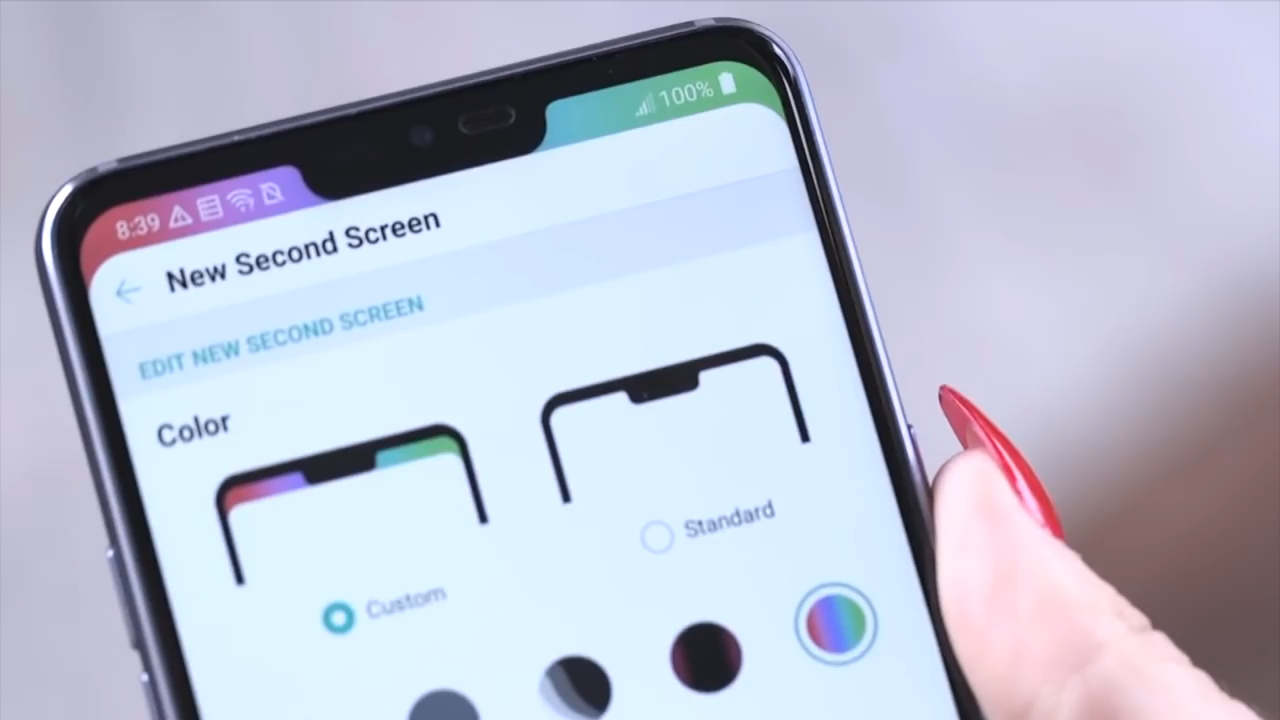 8:39
100%
New Second Screen
EDIT NEW SECOND SCREEN
Color
Standard
Custom